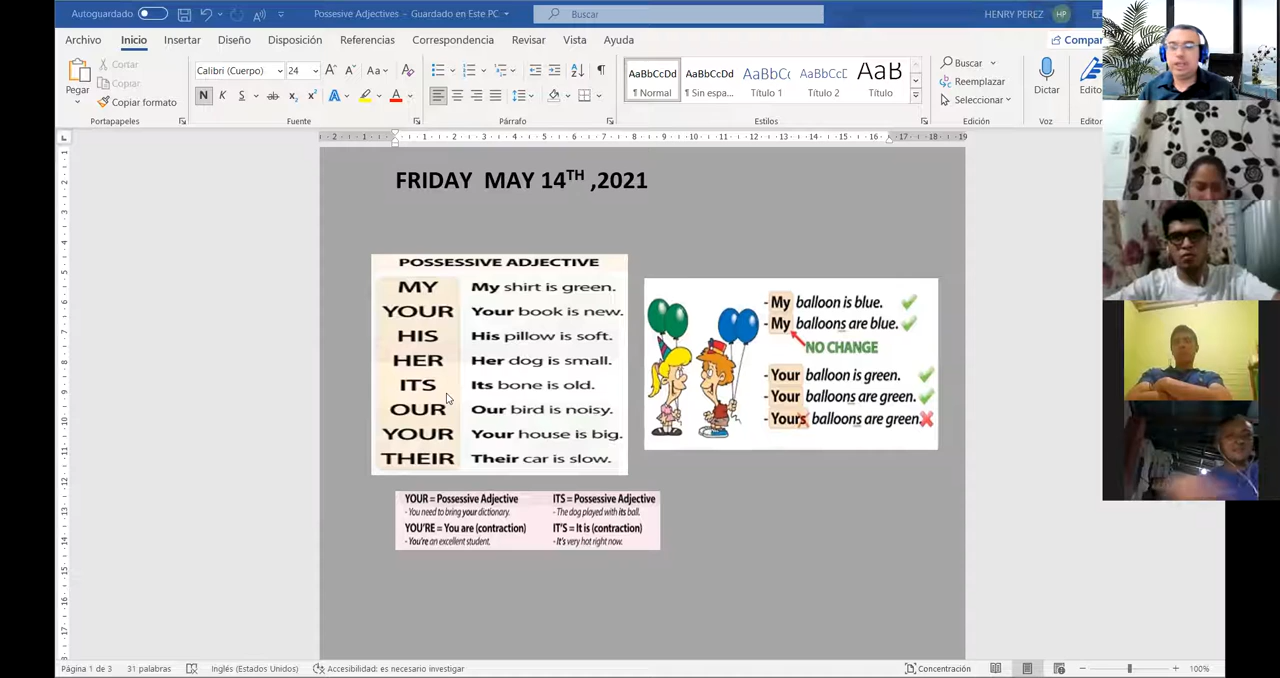 Autoguardado
Possesive Adjectives - Guardado en Este PC
Buscar
HENRY PEREZ
HP
Archivo Inicio Insertar Diseño Disposición Referencias Correspondencia Revisar Vista Ayuda
Compar
Pegar
Cortar
Copiar
Copiar formato
Portapapeles
Calibri (Cuerpo) 24
Fuente
Párrafo
AaBbCcDd AaBbCcDd AaBbCc AaBbCcE AaB
¶ Normal ¶ Sin espa... Título 1 Título 2 Título
Estilos
Buscar
Reemplazar
Seleccionar
Edición
Dictar
Voz
Edito
Editor
FRIDAY MAY 14TH ,2021
POSSESSIVE ADJECTIVE
MY My shirt is green.
YOUR Your book is new.
HIS His pillow is soft.
HER Her dog is small.
ITS Its bone is old.
OUR Our bird is noisy.
YOUR Your house is big.
THEIR Their car is slow.
- My balloon is blue.
- My balloons are blue.
NO CHANGE
- Your balloon is green.
- Your balloons are green.
- Yours balloons are green.
YOUR = Possessive Adjective
- You need to bring your dictionary.
YOU'RE = You are (contraction)
- You're an excellent student.
ITS = Possessive Adjective
- The dog played with its ball.
IT'S = It is (contraction)
- It's very hot right now.
Página 1 de 3 31 palabras Inglés (Estados Unidos) Accesibilidad: es necesario investigar
Concentración
100%